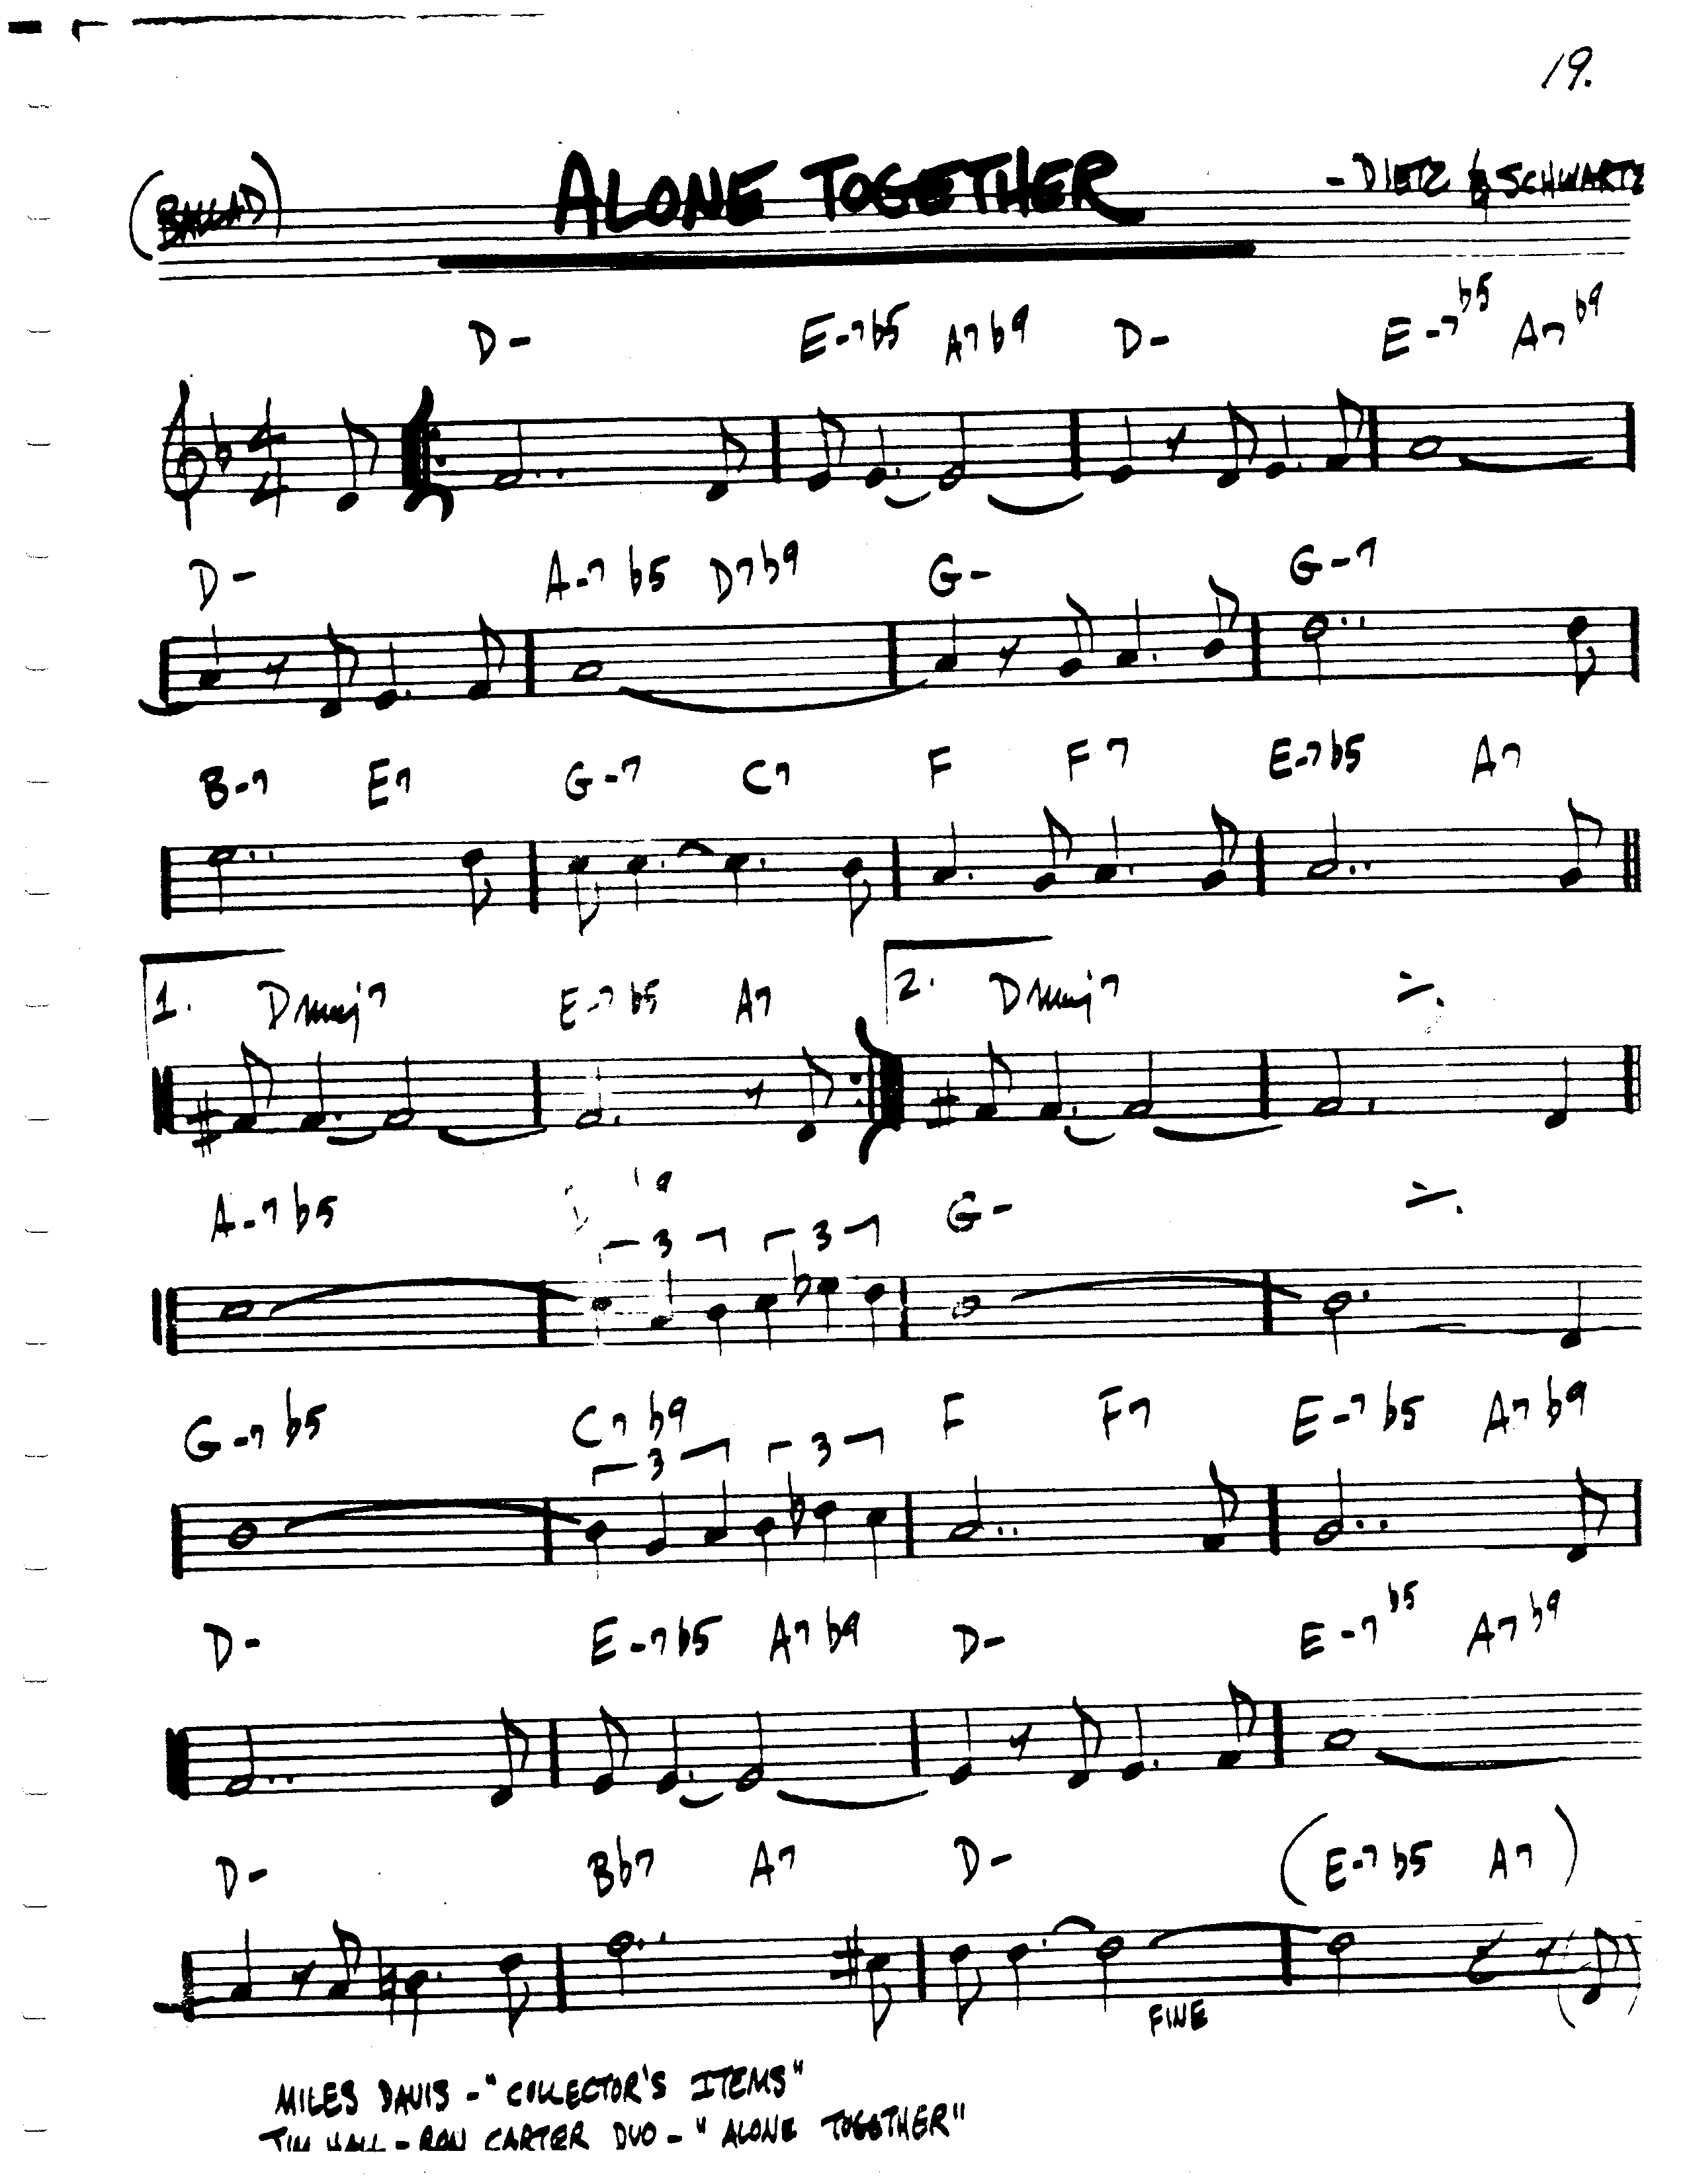 19.
(BALLAD) ALONE TOGETHER - DIETZ & SCHWARTZ
D- E-7b5 A7b9 D- E-7b5 A7b9
4
4
D- A-7b5 D7b9 G- G-7
B-7 E7 G-7 C7 F F7 E-7b5 A7
1. Dmaj7 E-7b5 A7 2. Dmaj7
A-7b5 G-
3 3
G-7b5 C7b9 F F7 E-7b5 A7b9
3 3
D- E-7b5 A7b9 D- E-7b5 A7b9
D- Bb7 A7 D- (E-7b5 A7)
FINE
MILES DAVIS - "COLLECTOR'S ITEMS"
HALL - RON CARTER DUO - "ALONE TOGETHER"